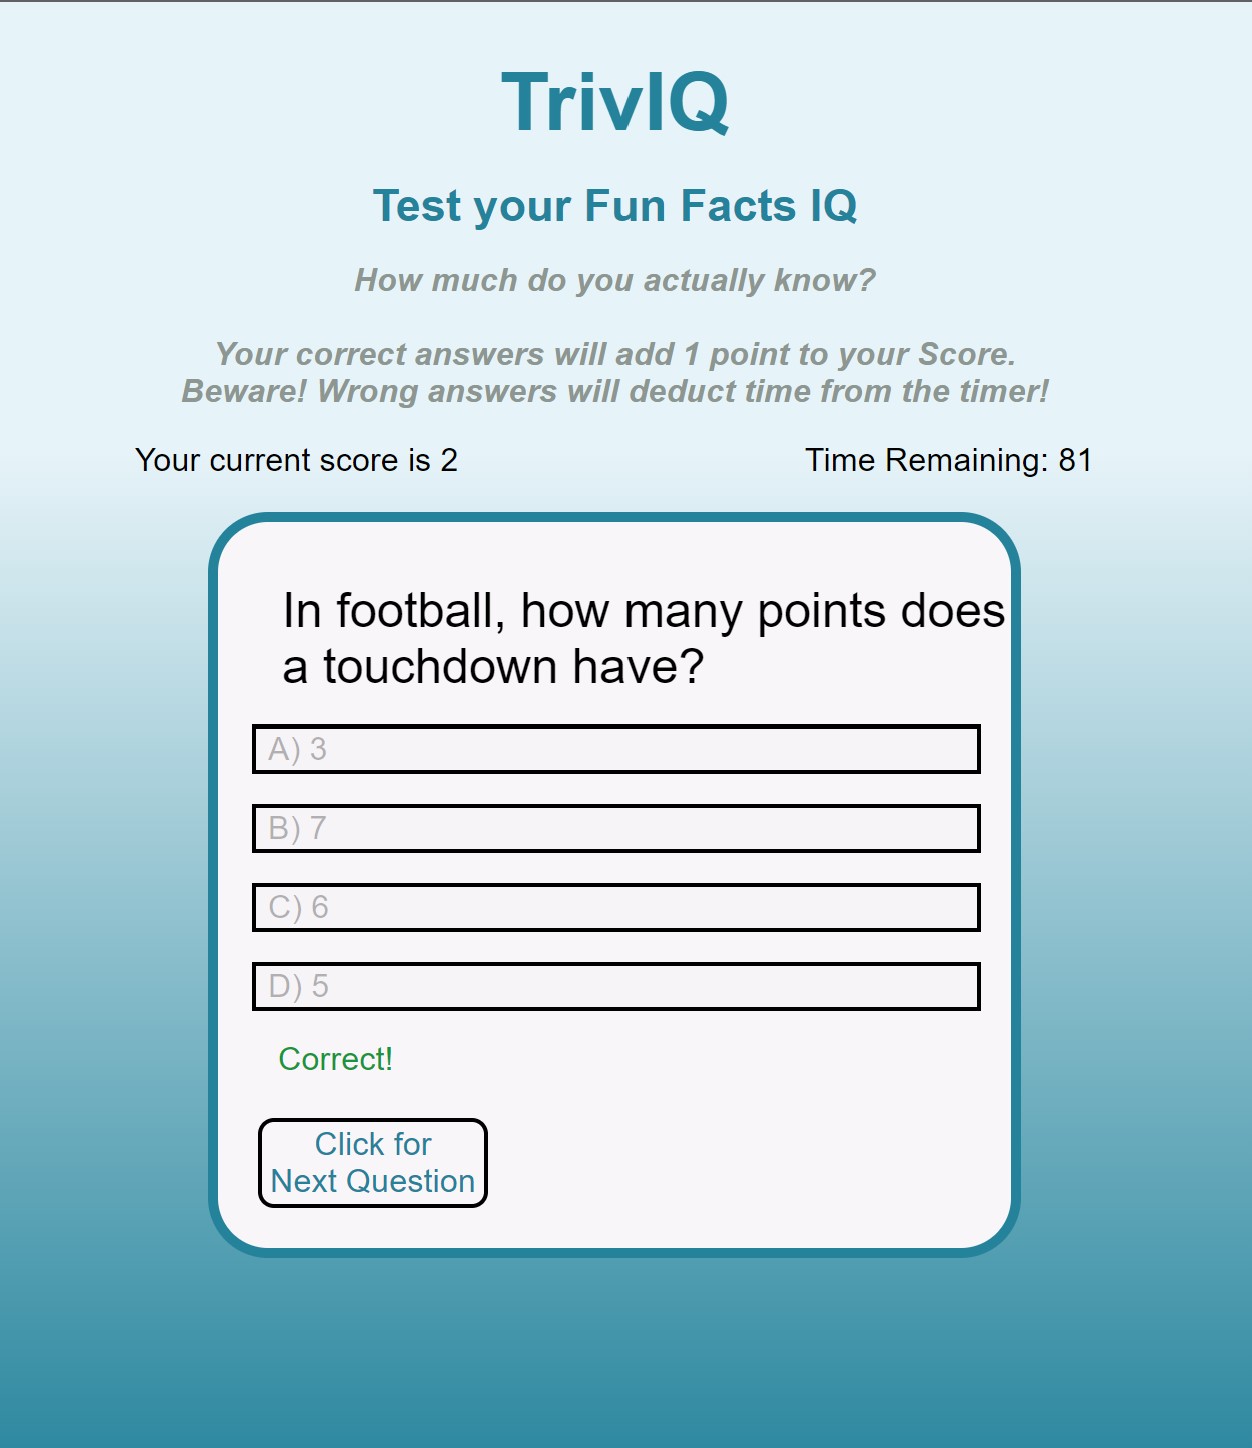 TrivIQ
Test your Fun Facts IQ
How much do you actually know?
Your correct answers will add 1 point to your Score.
Beware! Wrong answers will deduct time from the timer!
Your current score is 2
Time Remaining: 81
In football, how many points does
a touchdown have?
A) 3
B) 7
C) 6
D) 5
Correct!
Click for
Next Question